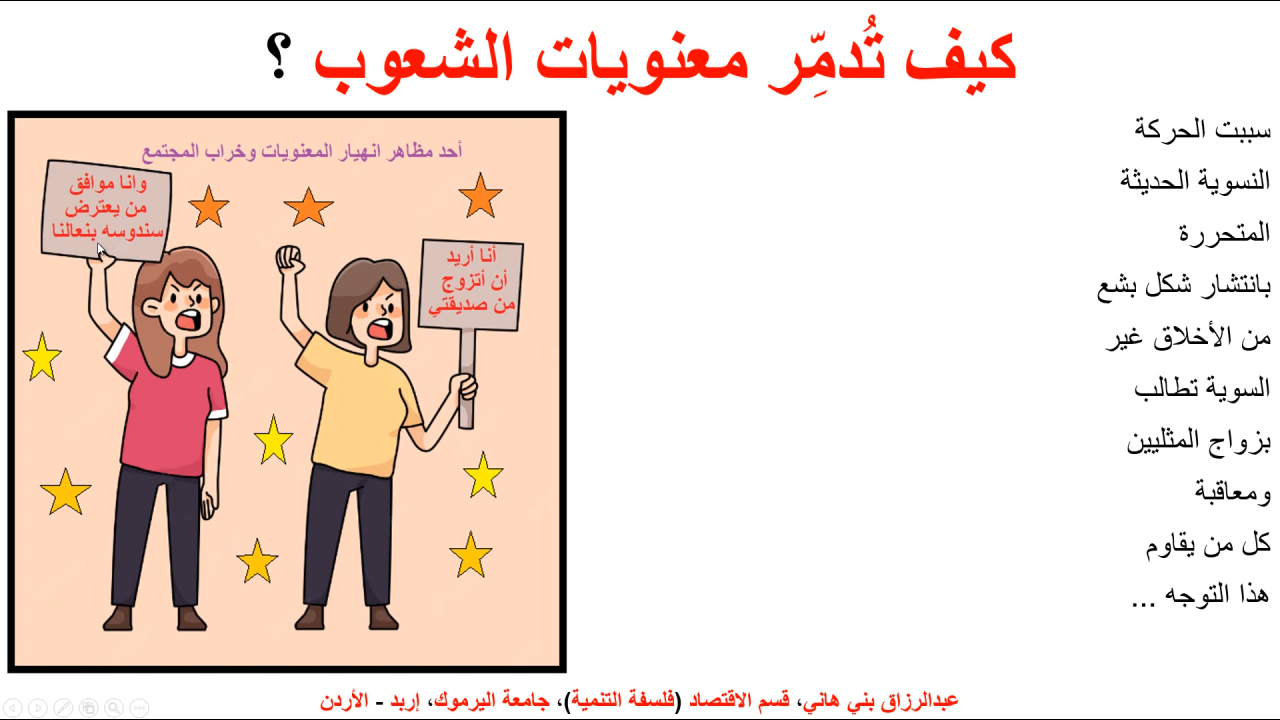 كيف تُدمِّر معنويات الشعوب ؟
سببت الحركة
النسوية الحديثة
المتحررة
بانتشار شكل بشع
من الأخلاق غير
السوية تطالب
بزواج المثليين
ومعاقبة
كل من يقاوم
هذا التوجه ...
أحد مظاهر انهيار المعنويات وخراب المجتمع
أنا أريد
أن أتزوج
من صديقتي
وانا موافق
من يعترض
سندوسه بنعالنا
عبدالرزاق بني هاني، قسم الاقتصاد (فلسفة التنمية)، جامعة اليرموك، إربد - الأردن